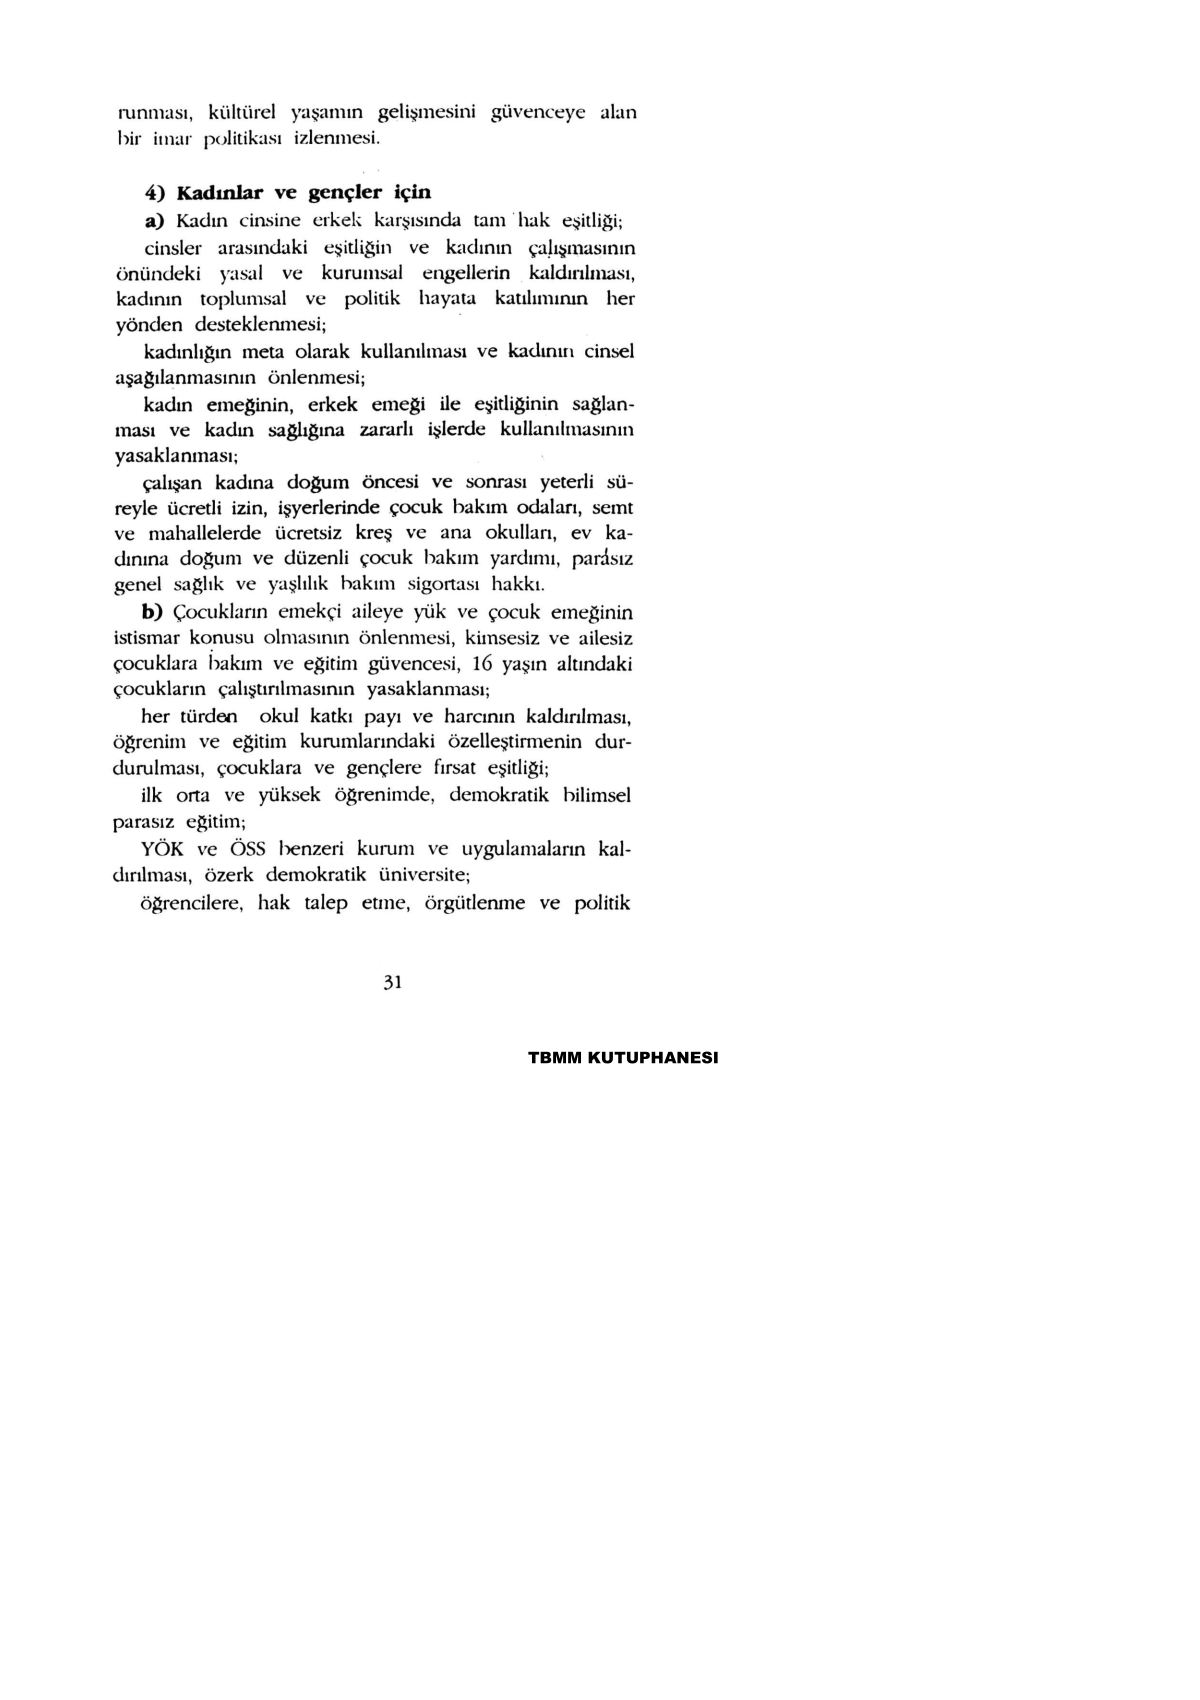 runması, kültürel yaşamın gelişmesini güvenceye alan
bir imar politikası izlenmesi.
4) Kadınlar ve gençler için
a) Kadın cinsine erkek karşısında tam hak eşitliği;
cinsler arasındaki eşitliğin ve kadının çalışmasının
önündeki yasal ve kurumsal engellerin kaldırılması,
kadının toplumsal ve politik hayata katılımının her
yönden desteklenmesi;
kadınlığın meta olarak kullanılması ve kadının cinsel
aşağılanmasının önlenmesi;
kadın emeğinin, erkek emeği ile eşitliğinin sağlan-
ması ve kadın sağlığına zararlı işlerde kullanılmasının
yasaklanması;
çalışan kadına doğum öncesi ve sonrası yeterli sü-
reyle ücretli izin, işyerlerinde çocuk bakım odaları, semt
ve mahallelerde ücretsiz kreş ve ana okulları, ev ka-
dınına doğum ve düzenli çocuk bakım yardımı, parasız
genel sağlık ve yaşlılık bakım sigortası hakkı.
b) Çocukların emekçi aileye yük ve çocuk emeğinin
istismar konusu olmasının önlenmesi, kimsesiz ve ailesiz
çocuklara bakım ve eğitim güvencesi, 16 yaşın altındaki
çocukların çalıştırılmasının yasaklanması;
her türden okul katkı payı ve harcının kaldırılması,
öğrenim ve eğitim kurumlarındaki özelleştirmenin dur-
durulması, çocuklara ve gençlere fırsat eşitliği;
ilk orta ve yüksek öğrenimde, demokratik bilimsel
parasız eğitim;
YÖK ve ÖSS benzeri kurum ve uygulamaların kal-
dırılması, özerk demokratik üniversite;
öğrencilere, hak talep etme, örgütlenme ve politik
31
TBMM KUTUPHANESI